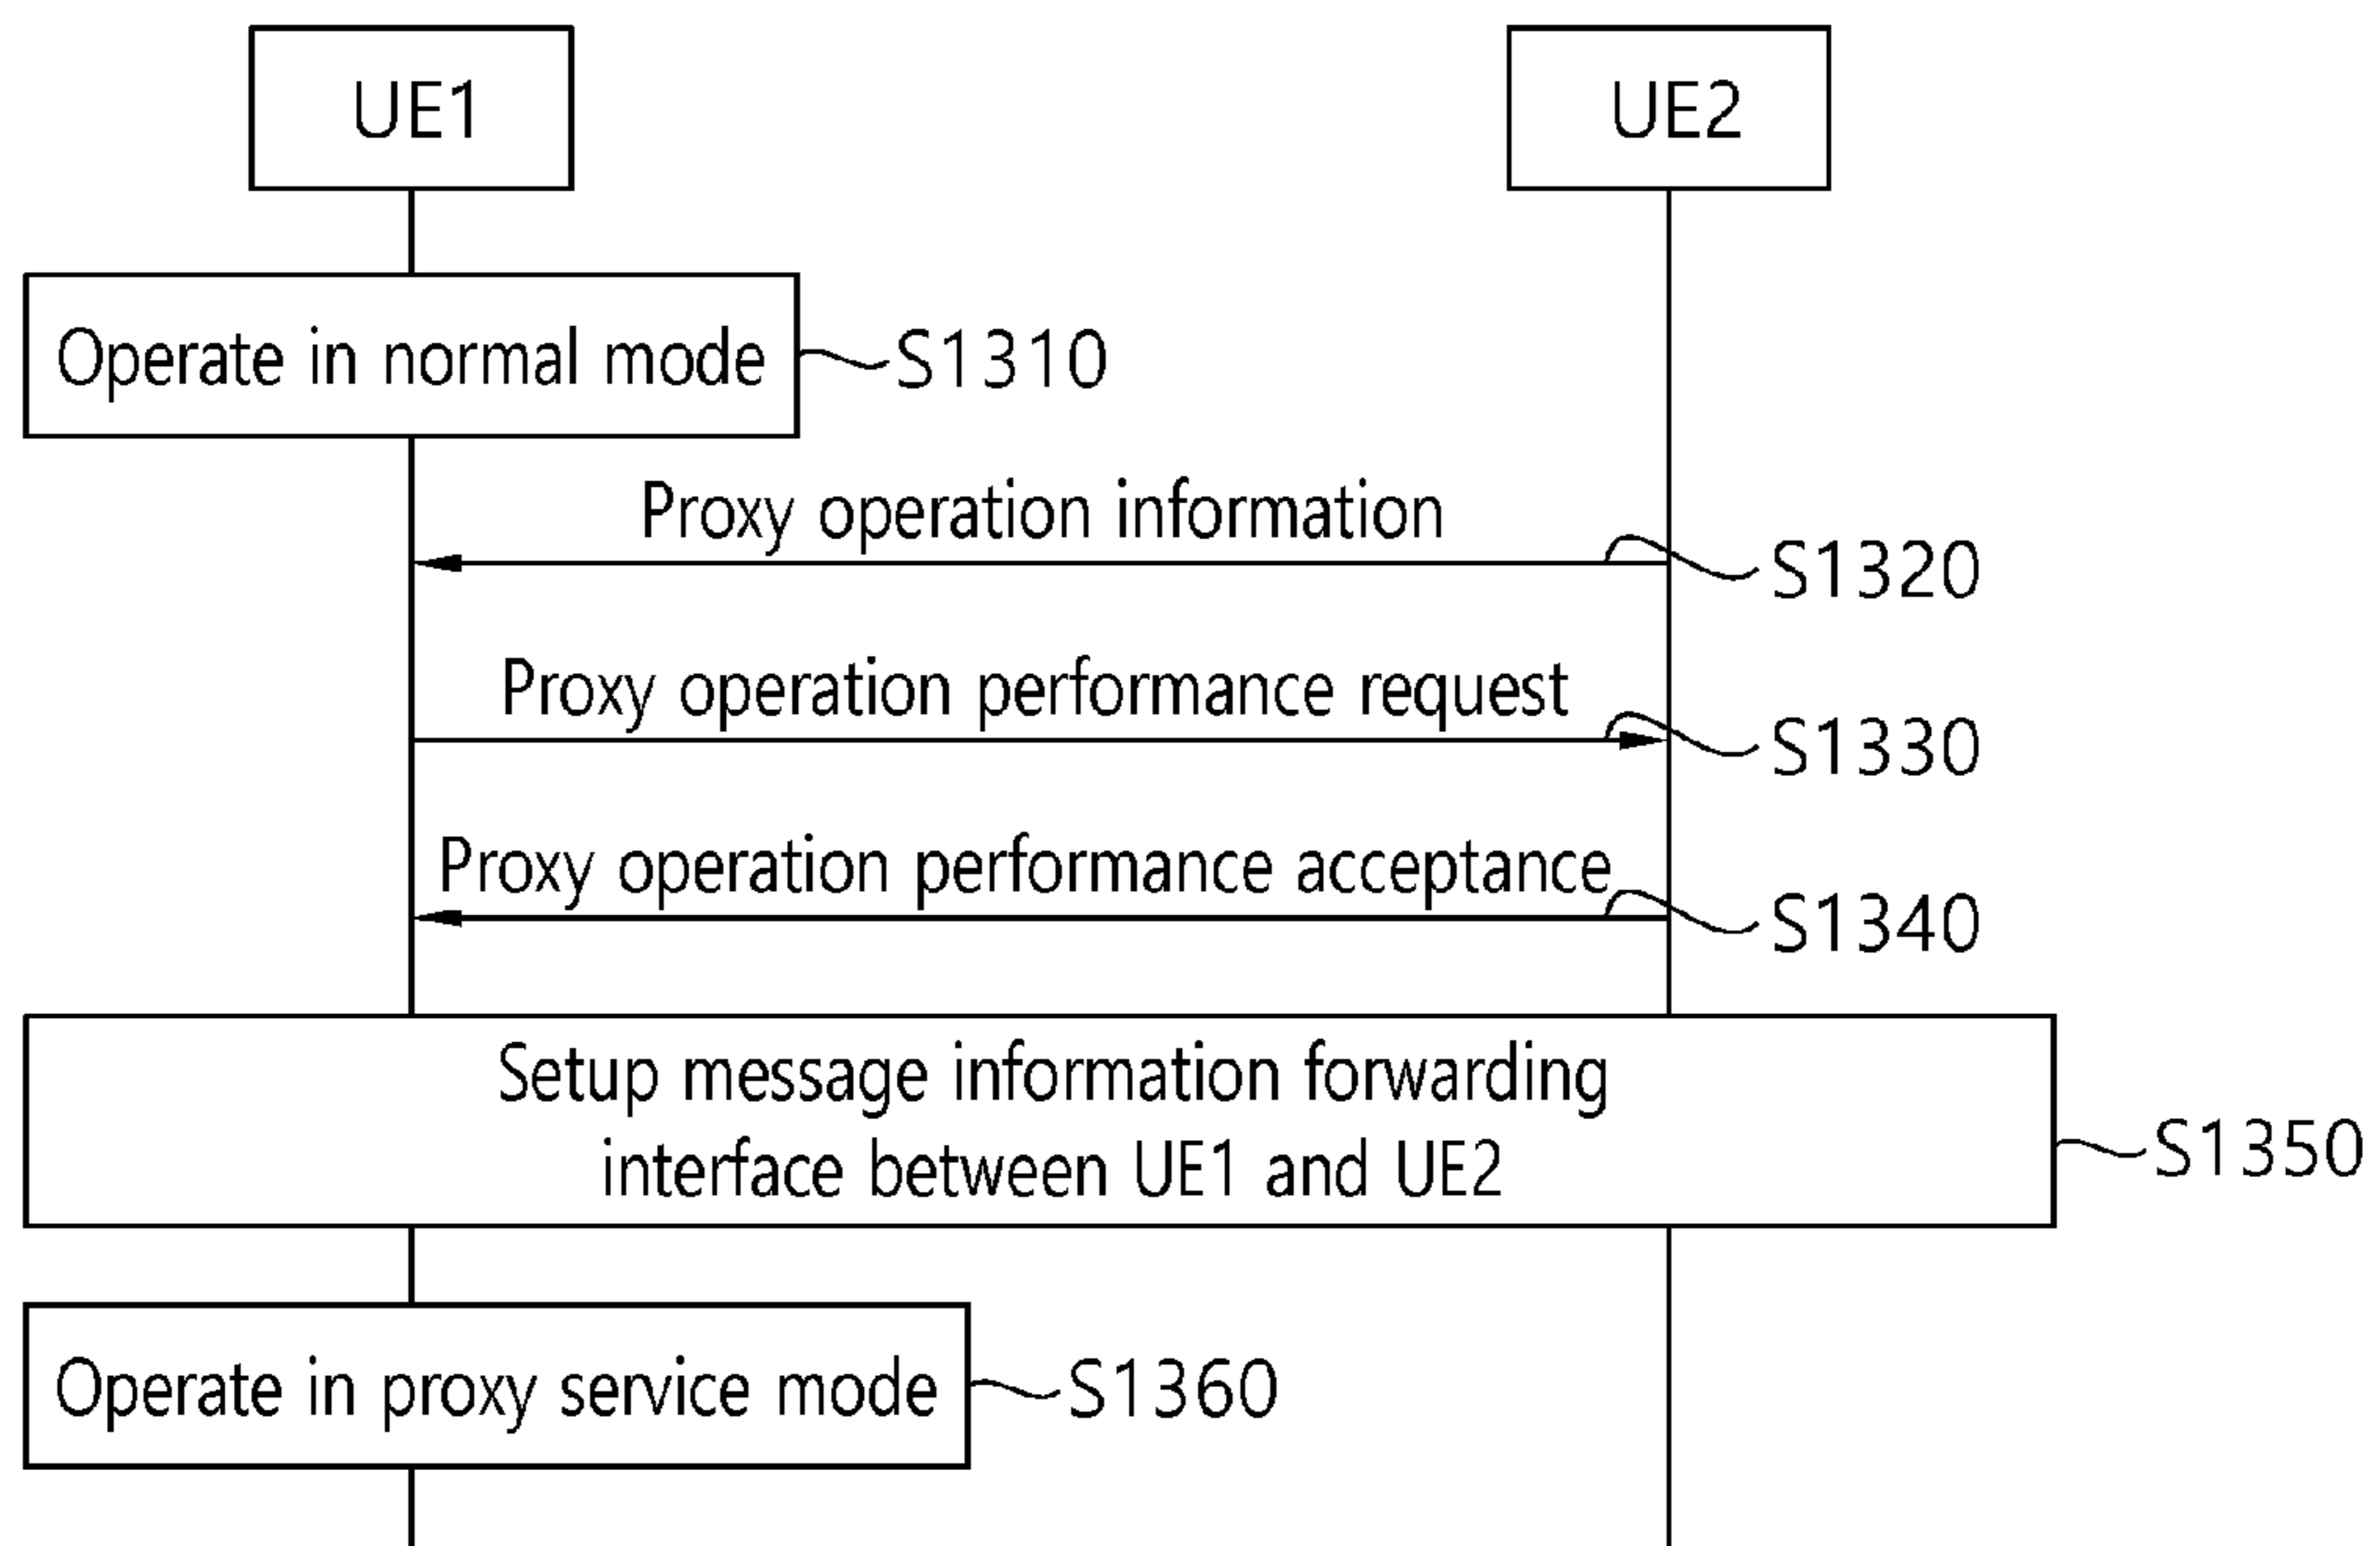 UE1
UE2
Operate in normal mode
S1310
Proxy operation information
S1320
Proxy operation performance request
S1330
Proxy operation performance acceptance
S1340
Setup message information forwarding
interface between UE1 and UE2
S1350
Operate in proxy service mode
S1360